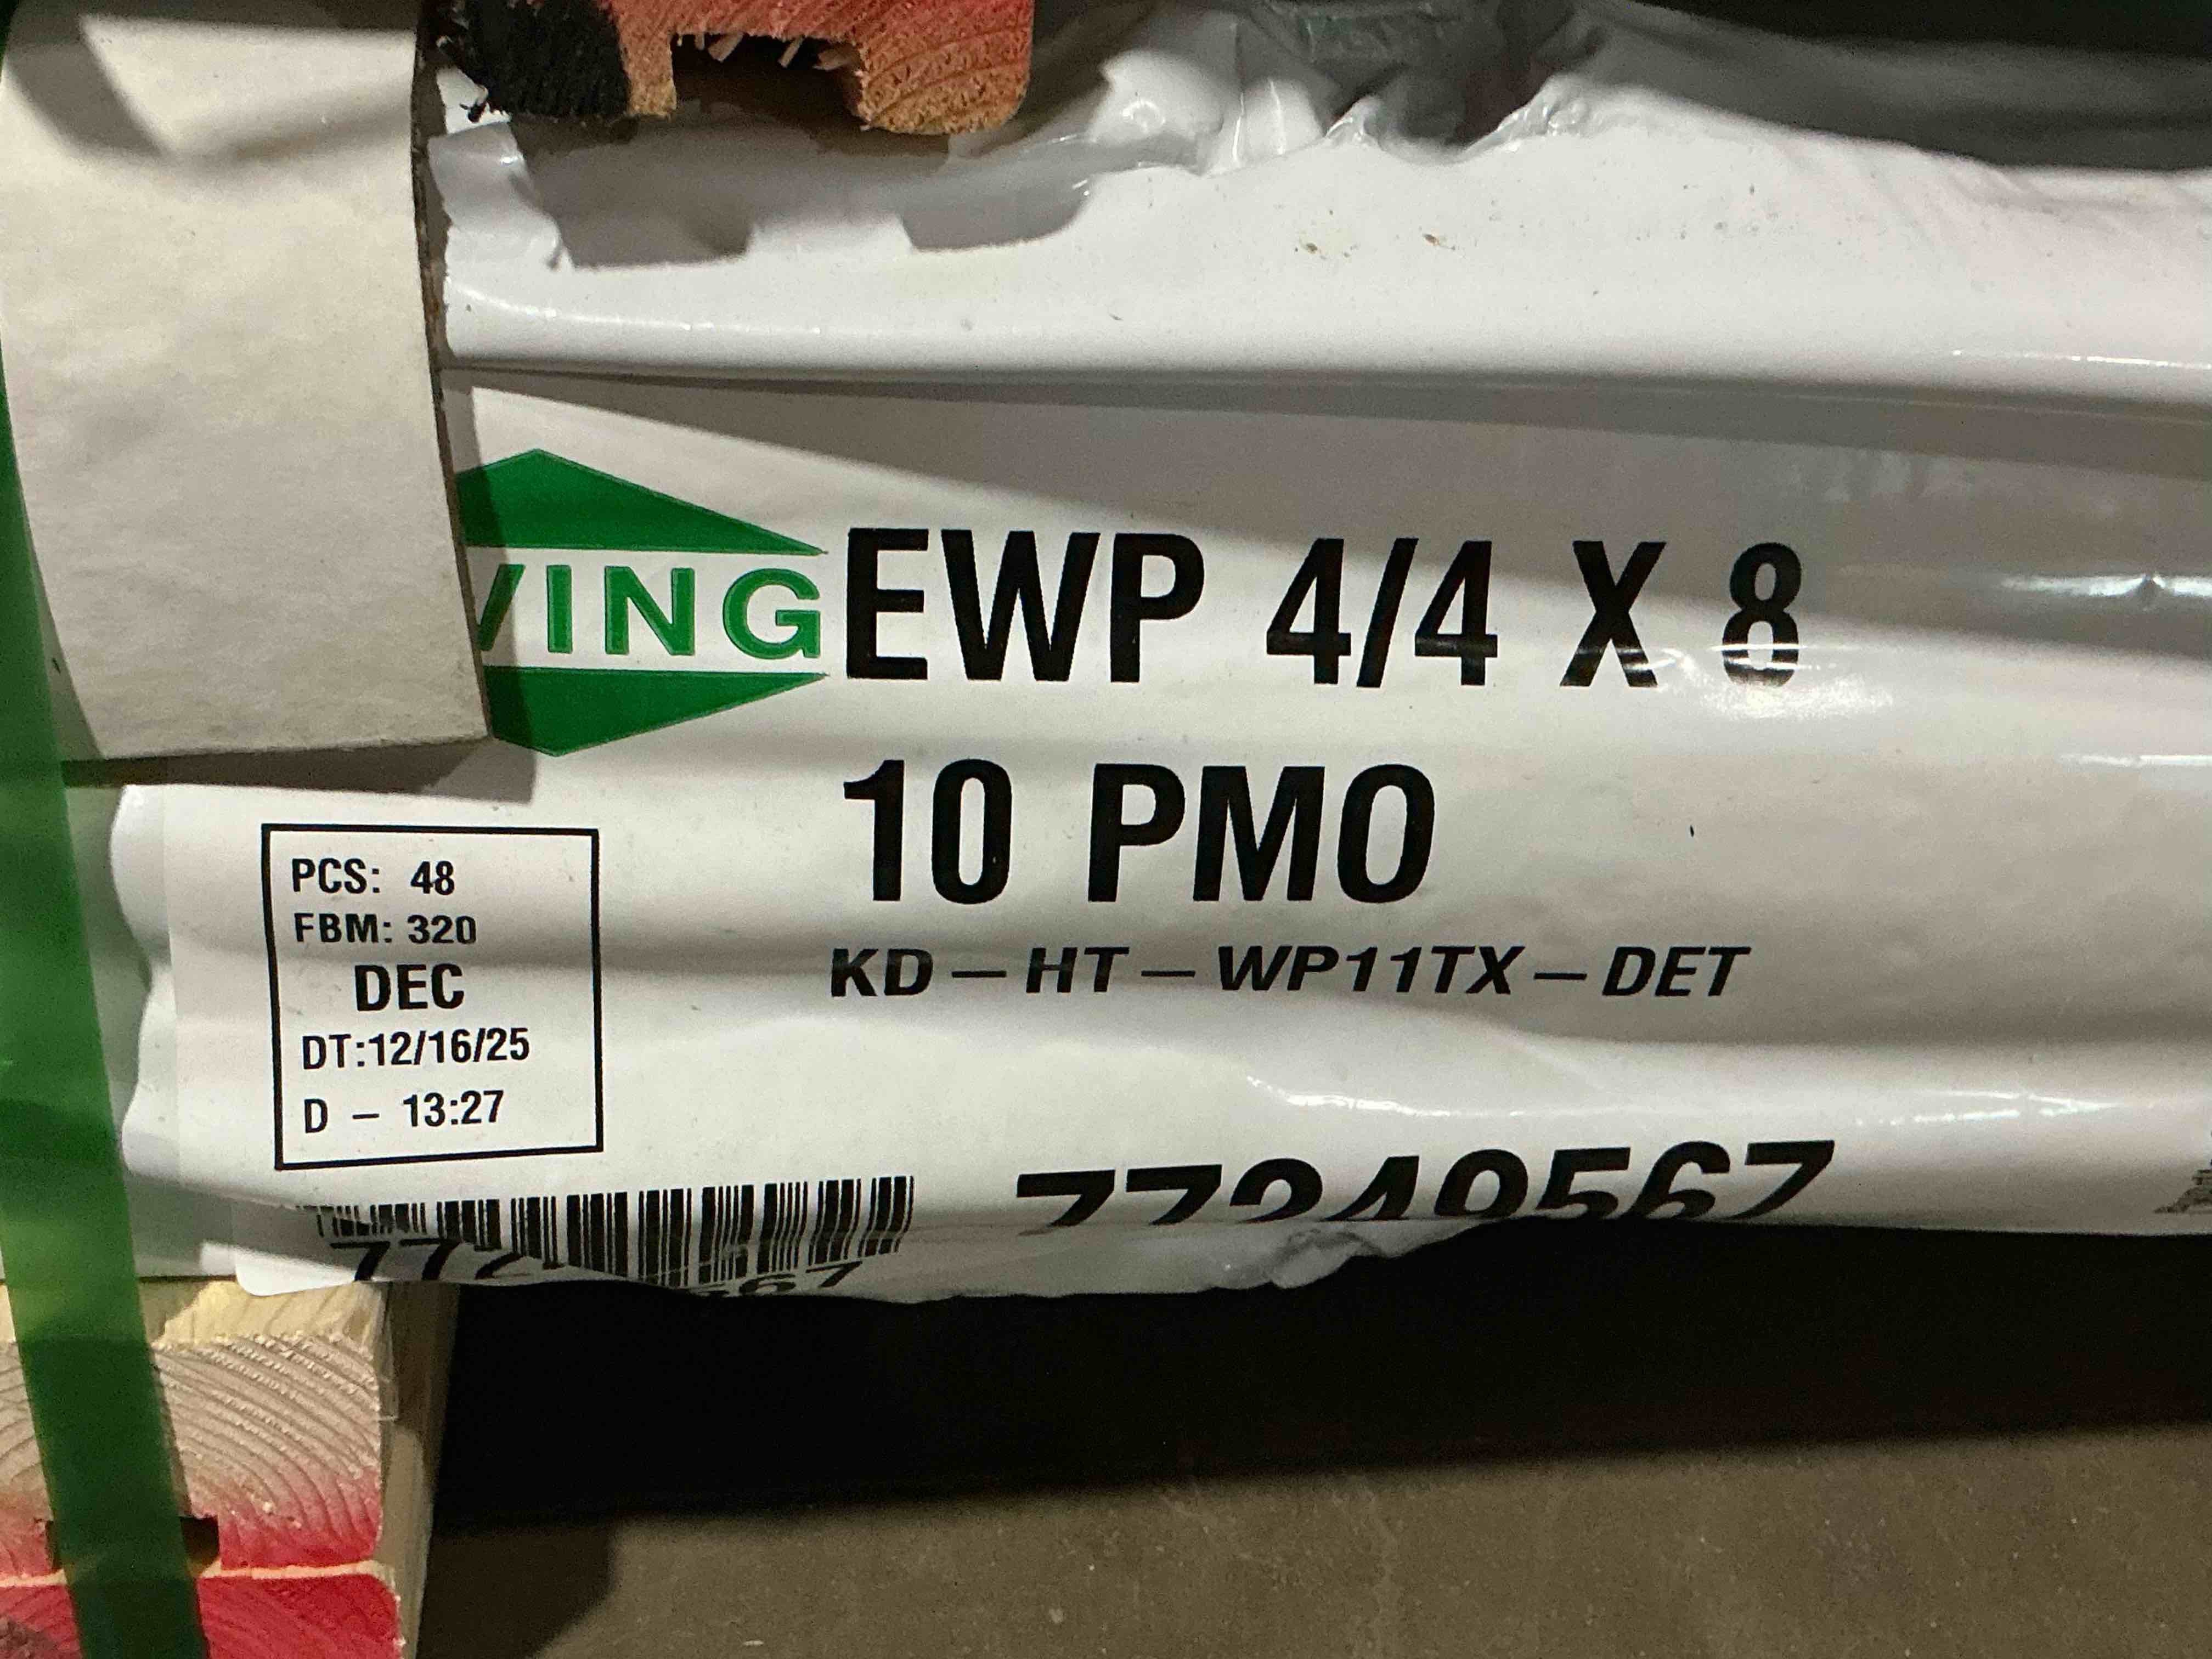 VING
EWP 4/4 X 8
10 PMO
KD-HT-WP11TX-DET
PCS: 48
FBM: 320
DEC
DT:12/16/25
D - 13:27
77249567